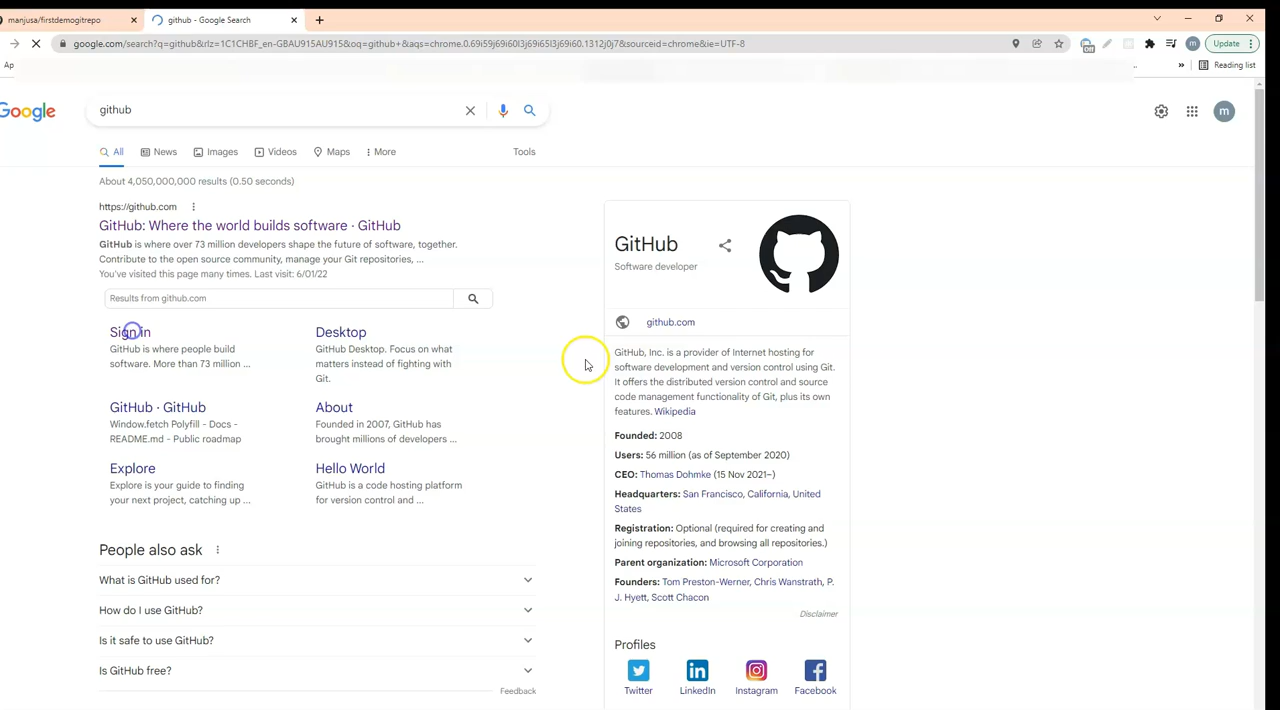 manjusa/firstdemogitrepo
github - Google Search
google.com/search?q=github&rlz=1C1CHBF_en-GBAU915AU915&oq=github+&aqs=chrome.0.69i59j69i60l3j69i65l3j69i60.1312j0j7&sourceid=chrome&ie=UTF-8
Off
m
Update
Ap
»
Reading list
Google
github
m
All
News
Images
Videos
Maps
More
Tools
About 4,050,000,000 results (0.50 seconds)
https://github.com
GitHub: Where the world builds software · GitHub
GitHub is where over 73 million developers shape the future of software, together.
Contribute to the open source community, manage your Git repositories, ...
You've visited this page many times. Last visit: 6/01/22
Results from github.com
Sign in
GitHub is where people build
software. More than 73 million ...
Desktop
GitHub Desktop. Focus on what
matters instead of fighting with
Git.
GitHub · GitHub
Window.fetch Polyfill - Docs -
README.md - Public roadmap
About
Founded in 2007, GitHub has
brought millions of developers ...
Explore
Explore is your guide to finding
your next project, catching up ...
Hello World
GitHub is a code hosting platform
for version control and ...
People also ask
What is GitHub used for?
How do I use GitHub?
Is it safe to use GitHub?
Is GitHub free?
Feedback
GitHub
Software developer
github.com
GitHub, Inc. is a provider of Internet hosting for
software development and version control using Git.
It offers the distributed version control and source
code management functionality of Git, plus its own
features. Wikipedia
Founded: 2008
Users: 56 million (as of September 2020)
CEO: Thomas Dohmke (15 Nov 2021–)
Headquarters: San Francisco, California, United
States
Registration: Optional (required for creating and
joining repositories, and browsing all repositories.)
Parent organization: Microsoft Corporation
Founders: Tom Preston-Werner, Chris Wanstrath, P.
J. Hyett, Scott Chacon
Disclaimer
Profiles
Twitter
LinkedIn
Instagram
Facebook